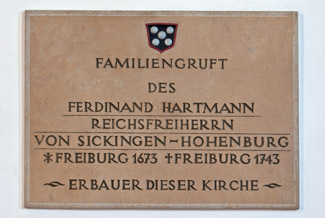 FAMILIENGRUFT
DES
FERDINAND HARTMANN
REICHSFREIHERRN
VON SICKINGEN-HOHENBURG
*FREIBURG 1673 †FREIBURG 1743
~ ERBAUER DIESER KIRCHE ~